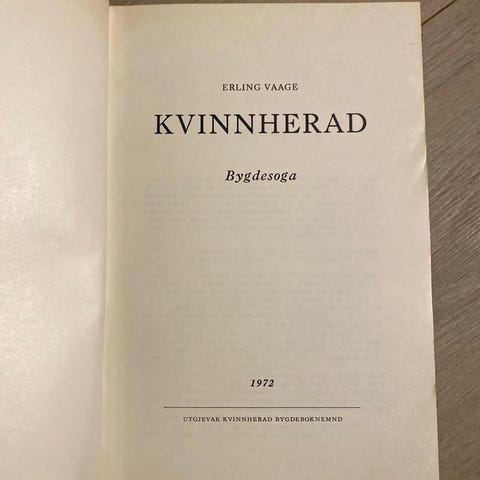 ERLING VAAGE
KVINNHERAD
Bygdesoga
1972
UTGJEVAR KVINNHERAD BYGDEBOKNEMND